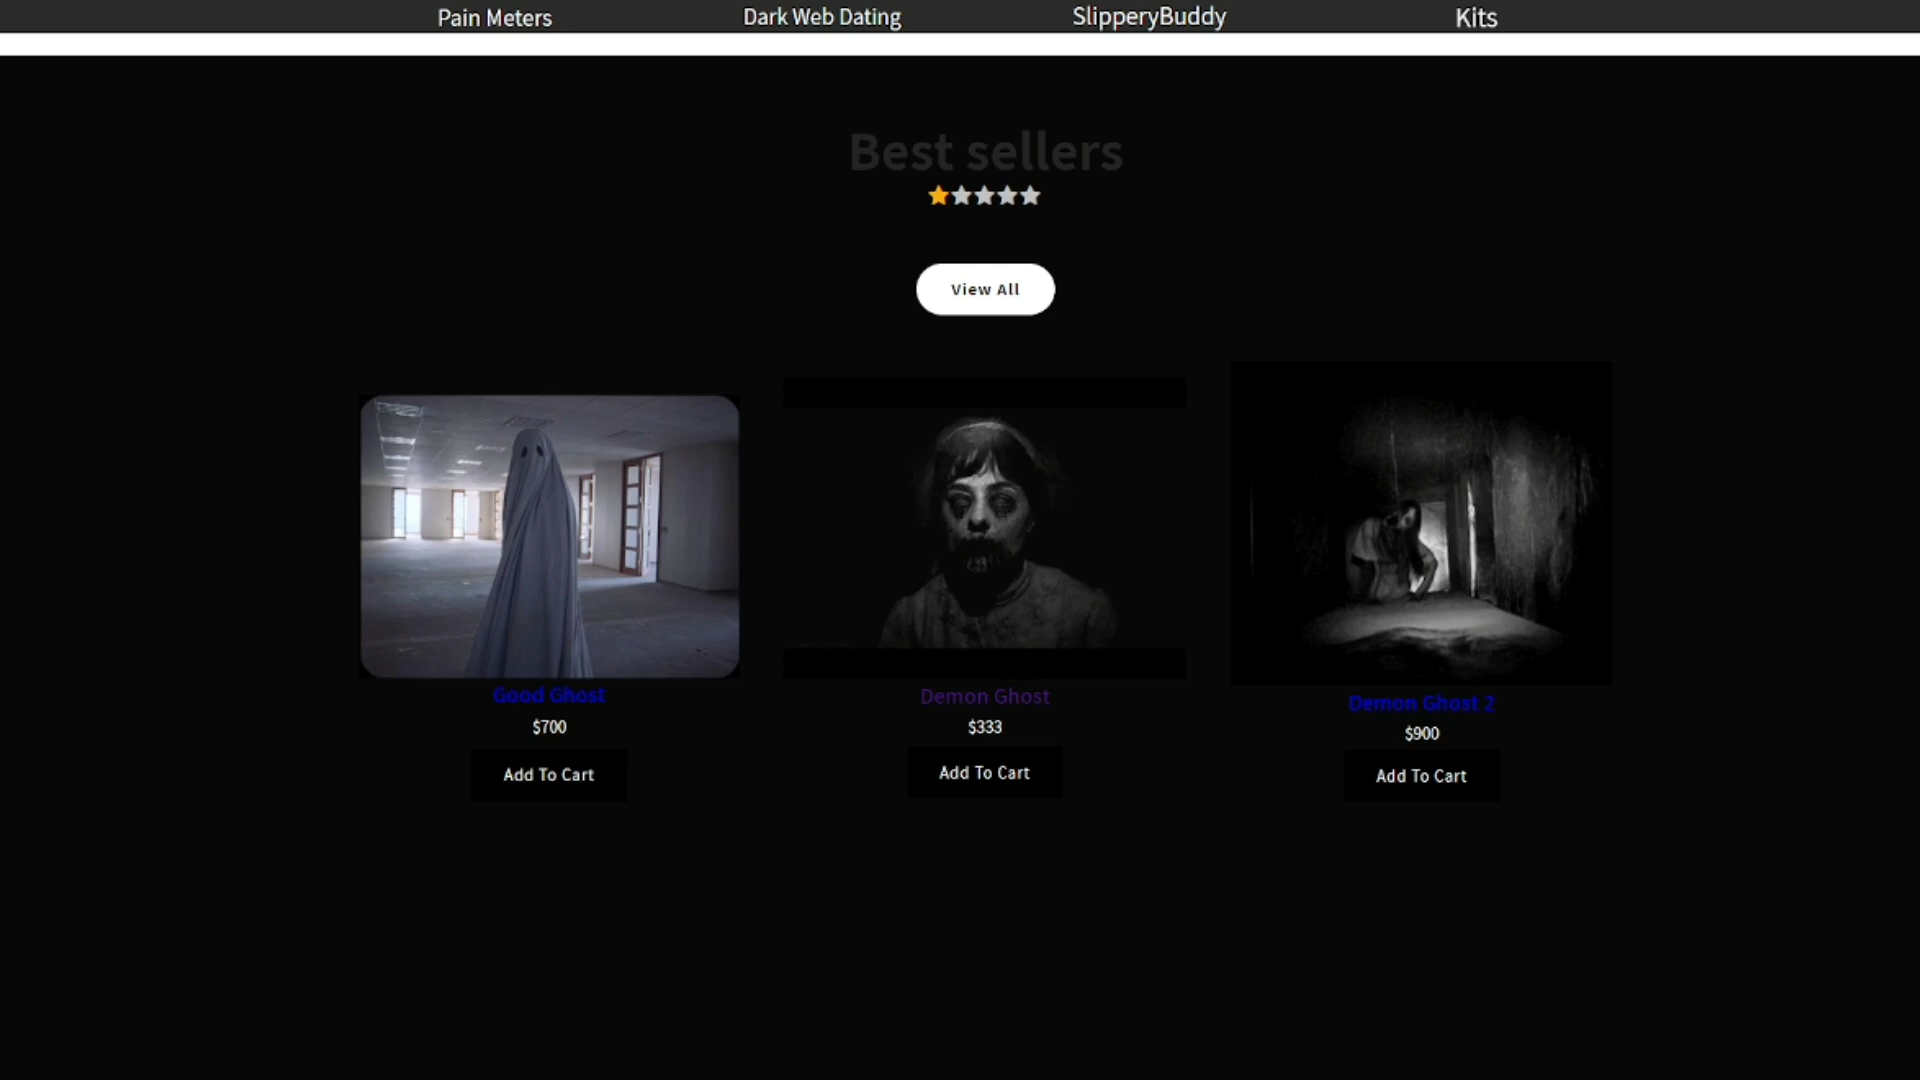 Pain Meters
Dark Web Dating
SlipperyBuddy
Kits
Best sellers
View All
Good Ghost
$700
Add To Cart
Demon Ghost
$333
Add To Cart
Demon Ghost 2
$900
Add To Cart